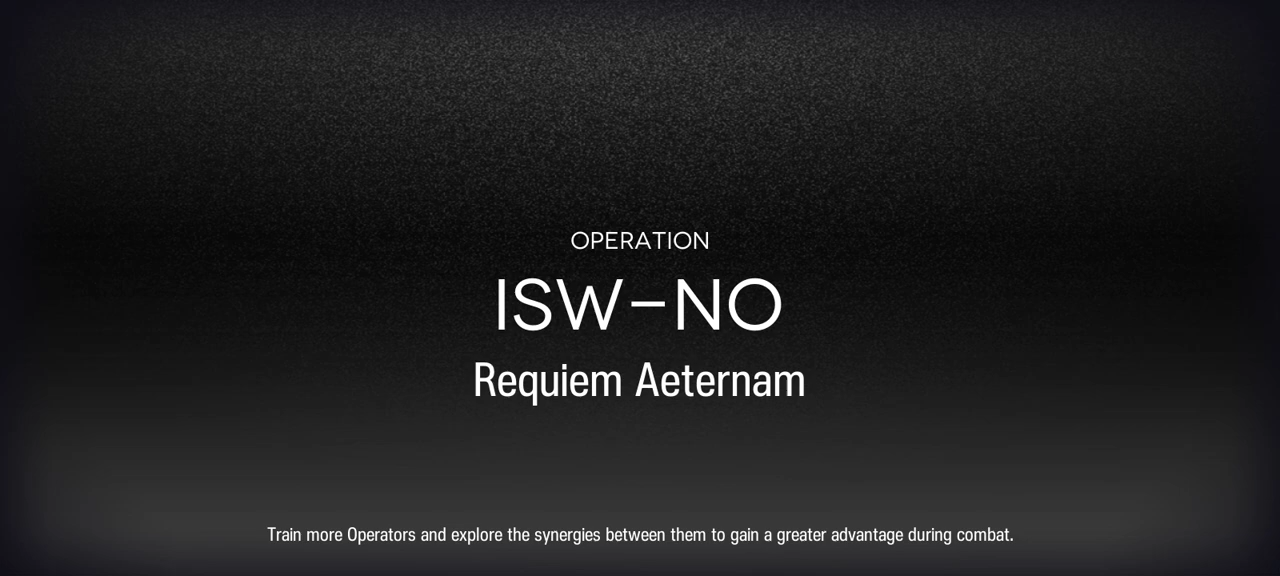 OPERATION
ISW-NO
Requiem Aeternam
Train more Operators and explore the synergies between them to gain a greater advantage during combat.